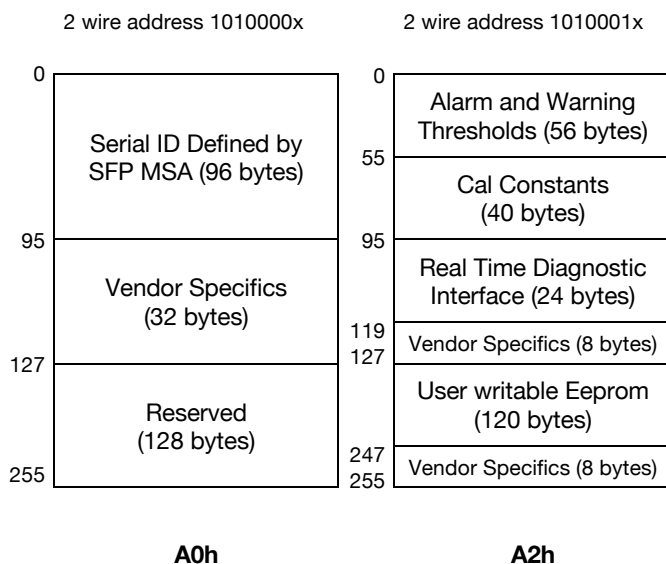 2 wire address 1010000x
0
Serial ID Defined by
SFP MSA (96 bytes)
95
Vendor Specifics
(32 bytes)
127
Reserved
(128 bytes)
255
A0h
2 wire address 1010001x
0
Alarm and Warning
Thresholds (56 bytes)
55
Cal Constants
(40 bytes)
95
Real Time Diagnostic
Interface (24 bytes)
119
Vendor Specifics (8 bytes)
127
User writable Eeprom
(120 bytes)
247
Vendor Specifics (8 bytes)
255
A2h